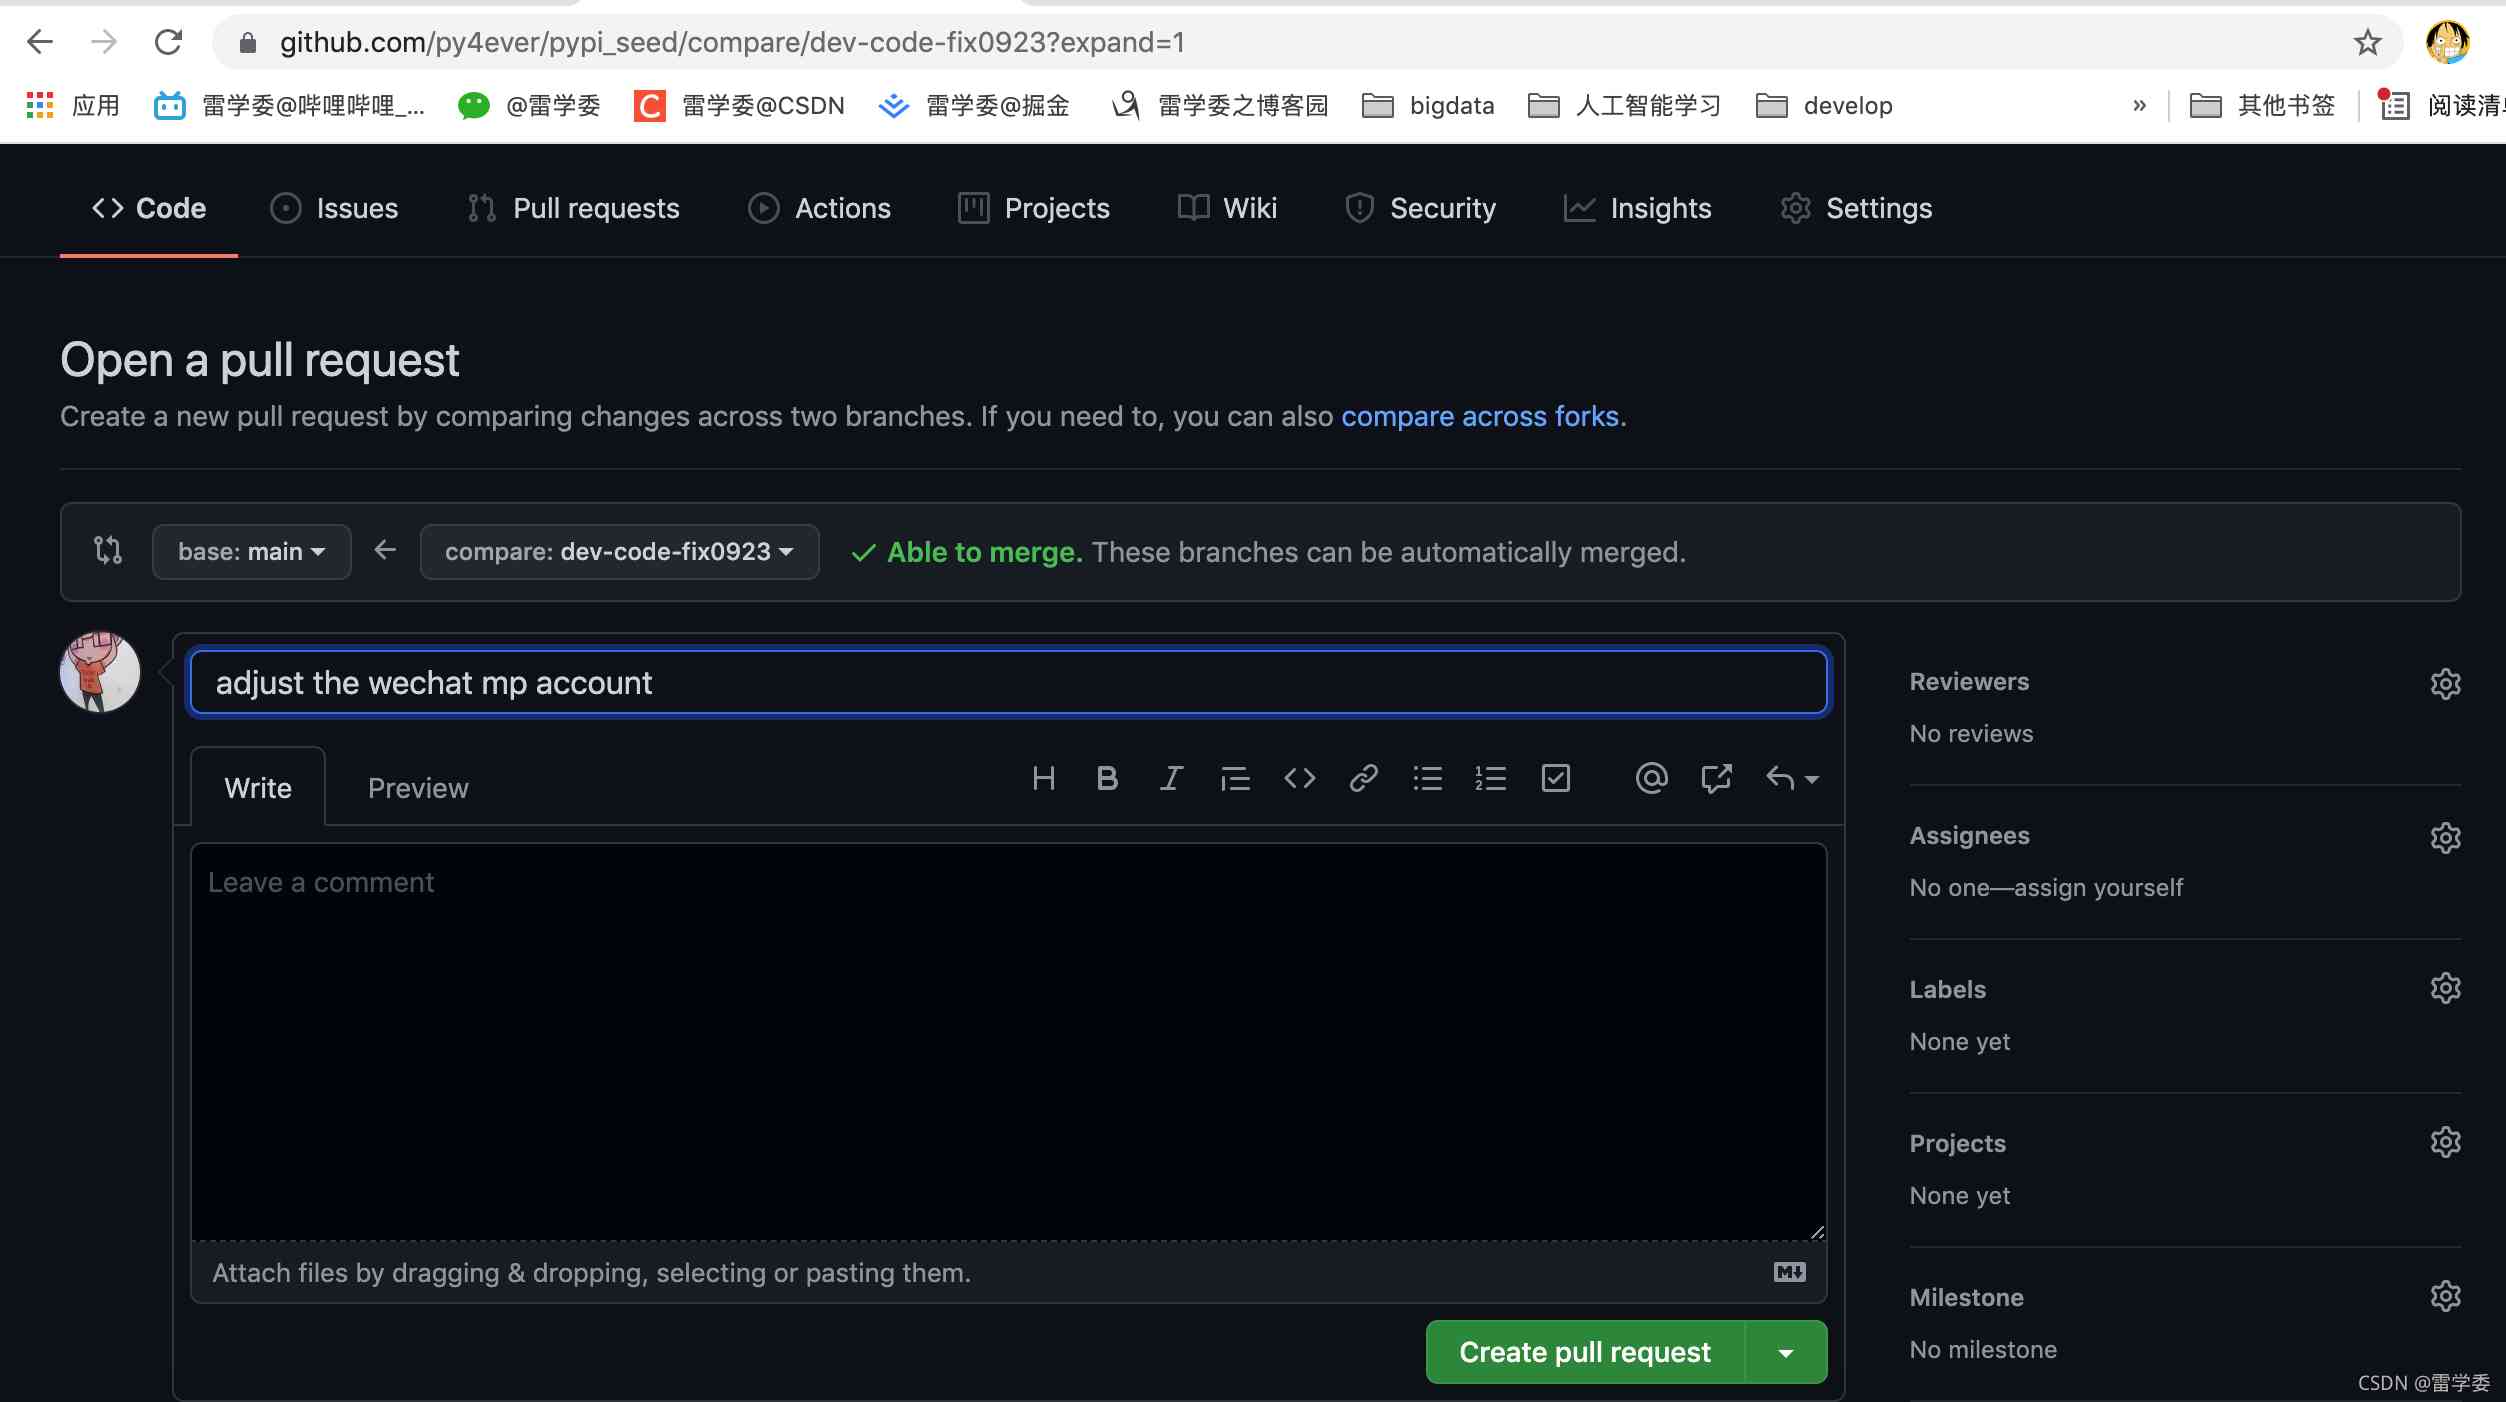 github.com/py4ever/pypi_seed/compare/dev-code-fix0923?expand=1
应用 雷学委@哔哩哔哩_... @雷学委 雷学委@CSDN 雷学委@掘金 雷学委之博客园 bigdata 人工智能学习 develop » 其他书签 阅读清单
Code Issues Pull requests Actions Projects Wiki Security Insights Settings
Open a pull request
Create a new pull request by comparing changes across two branches. If you need to, you can also compare across forks.
base: main compare: dev-code-fix0923 Able to merge. These branches can be automatically merged.
adjust the wechat mp account
Write Preview
Leave a comment
Attach files by dragging & dropping, selecting or pasting them.
Create pull request
Reviewers
No reviews
Assignees
No one—assign yourself
Labels
None yet
Projects
None yet
Milestone
No milestone
CSDN @雷学委